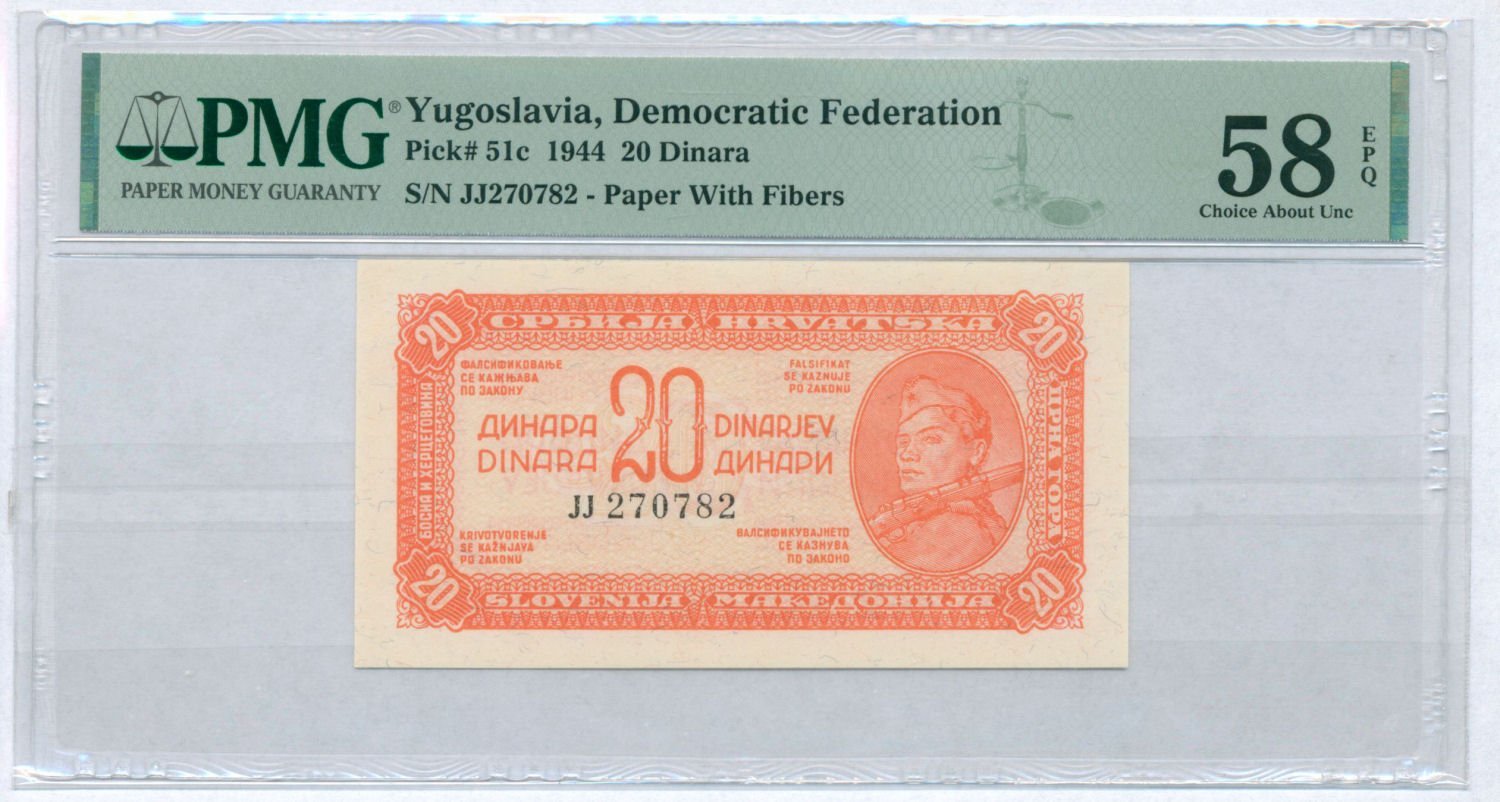 PMG®
PAPER MONEY GUARANTY
Yugoslavia, Democratic Federation
Pick# 51c 1944 20 Dinara
S/N JJ270782 - Paper With Fibers
58
EPQ
Choice About Unc
20
СРБИЈА HRVATSKA
20
ФАЛСИФИКОВАЊЕ
СЕ КАЖЊАВА
ПО ЗАКОНУ
FALSIFIKAT
SE KAZNUJE
PO ZAKONU
БОСНА И ХЕРЦЕГОВИНА
ЦРНА ГОРА
ДИНАРА 20 DINARJEV
DINARA ДИНАРИ
JJ 270782
KRIVOTVORENJE
SE KAŽNJAVA
PO ZAKONU
ФАЛСИФИКУВАЈНЕТО
СЕ КАЗНУВА
ПО ЗАКОНО
20
SLOVENIJA МАКЕДОНИЈА
20